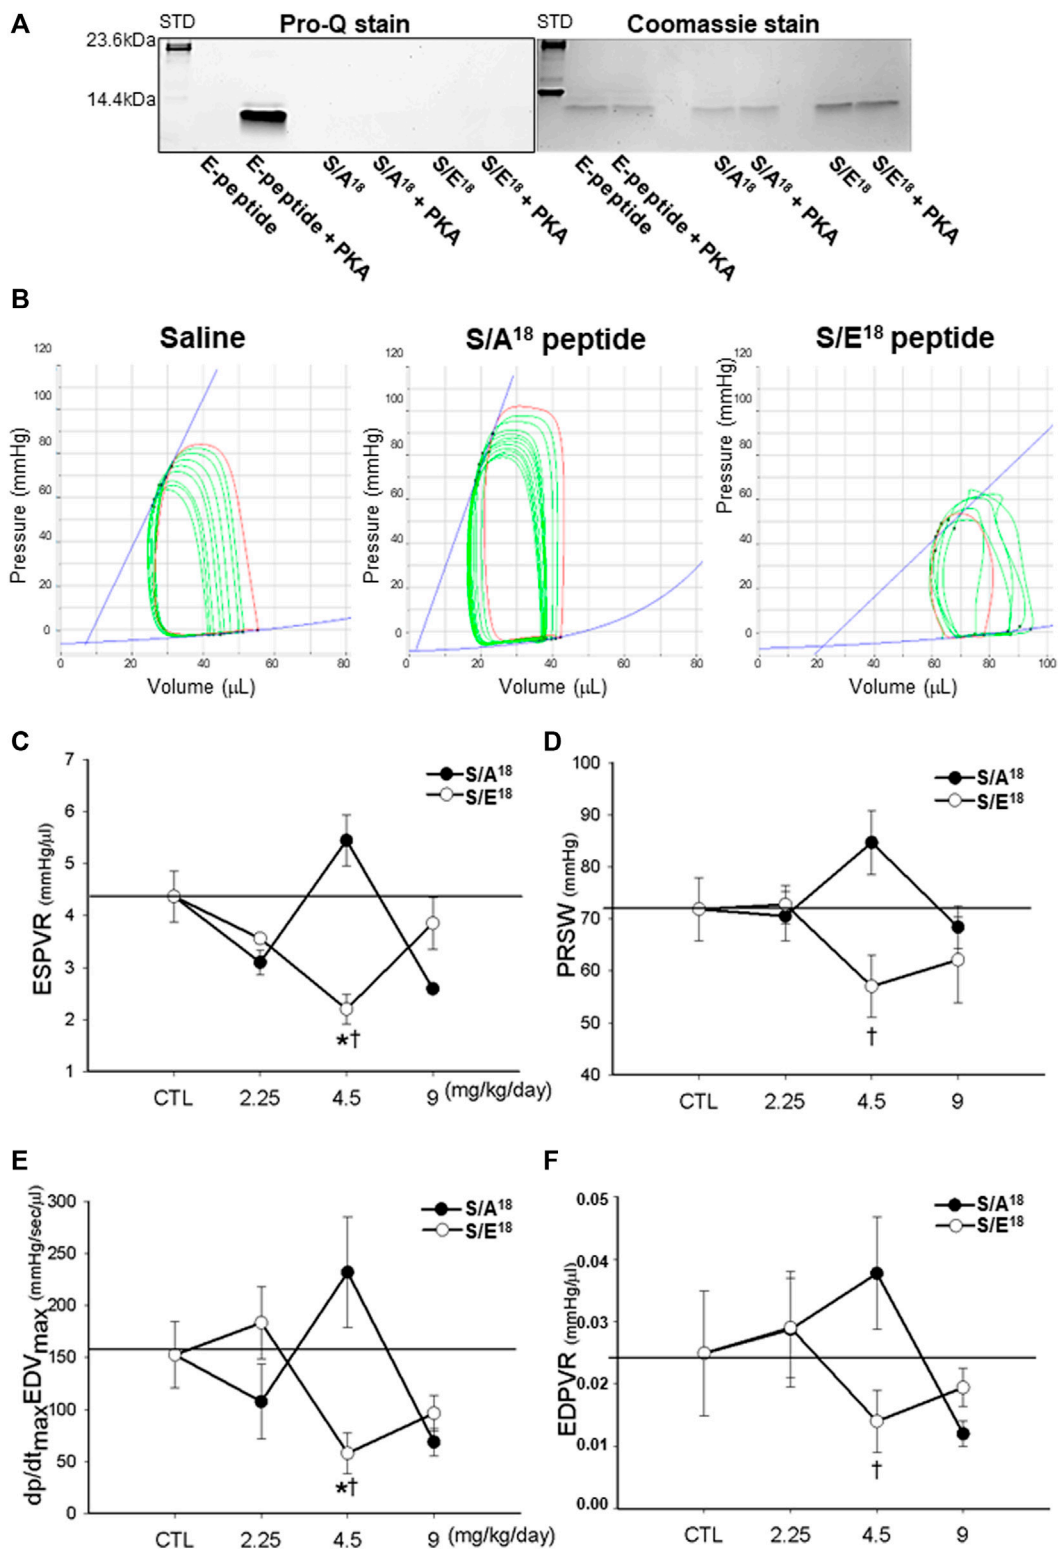 A
STD
Pro-Q stain
STD
Coomassie stain
23.6kDa
14.4kDa
E-peptide
E-peptide + PKA
S/A18
S/A18 + PKA
S/E18
S/E18 + PKA
E-peptide
E-peptide + PKA
S/A18
S/A18 + PKA
S/E18
S/E18 + PKA
B
Saline
S/A18 peptide
S/E18 peptide
Pressure (mmHg)
120
100
80
60
40
20
0
0 20 40 60 80
Volume (μL)
Pressure (mmHg)
120
100
80
60
40
20
0
0 20 40 60 80
Volume (μL)
Pressure (mmHg)
120
100
80
60
40
20
0
0 20 40 60 80 100
Volume (μL)
C
S/A18
S/E18
ESPVR (mmHg/μl)
7
6
5
4
3
2
1
*†
CTL 2.25 4.5 9 (mg/kg/day)
D
S/A18
S/E18
PRSW (mmHg)
100
90
80
70
60
50
40
†
CTL 2.25 4.5 9
E
S/A18
S/E18
dp/dtmaxEDVmax (mmHg/sec/μl)
300
250
200
150
100
50
0
*†
CTL 2.25 4.5 9 (mg/kg/day)
F
S/A18
S/E18
EDPVR (mmHg/μl)
0.05
0.04
0.03
0.02
0.01
0.00
†
CTL 2.25 4.5 9